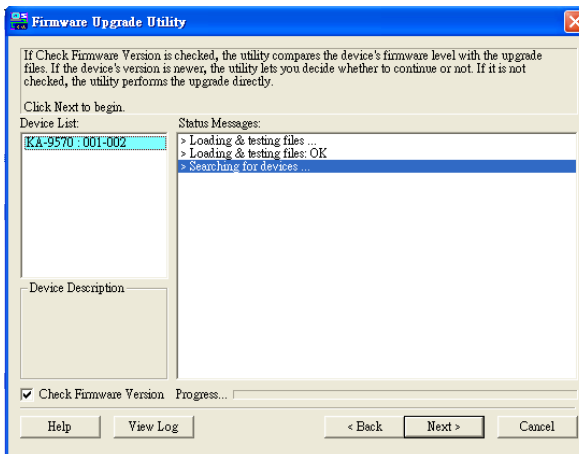 Firmware Upgrade Utility
If Check Firmware Version is checked, the utility compares the device's firmware level with the upgrade
files. If the device's version is newer, the utility lets you decide whether to continue or not. If it is not
checked, the utility performs the upgrade directly.
Click Next to begin.
Device List:
KA-9570 : 001-002
Status Messages:
> Loading & testing files ...
> Loading & testing files: OK
> Searching for devices ...
Device Description
Check Firmware Version
Progress...
Help
View Log
< Back
Next >
Cancel